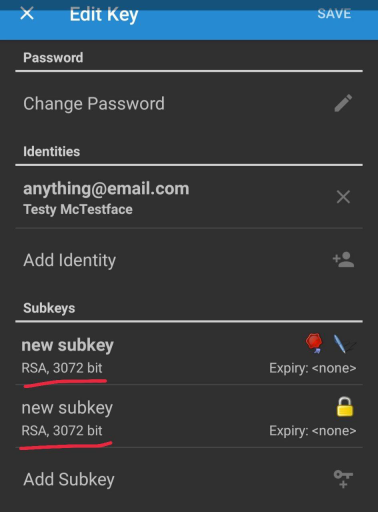 Edit Key
SAVE
Password
Change Password
Identities
anything@email.com
Testy McTestface
Add Identity
Subkeys
new subkey
RSA, 3072 bit
Expiry: <none>
new subkey
RSA, 3072 bit
Expiry: <none>
Add Subkey